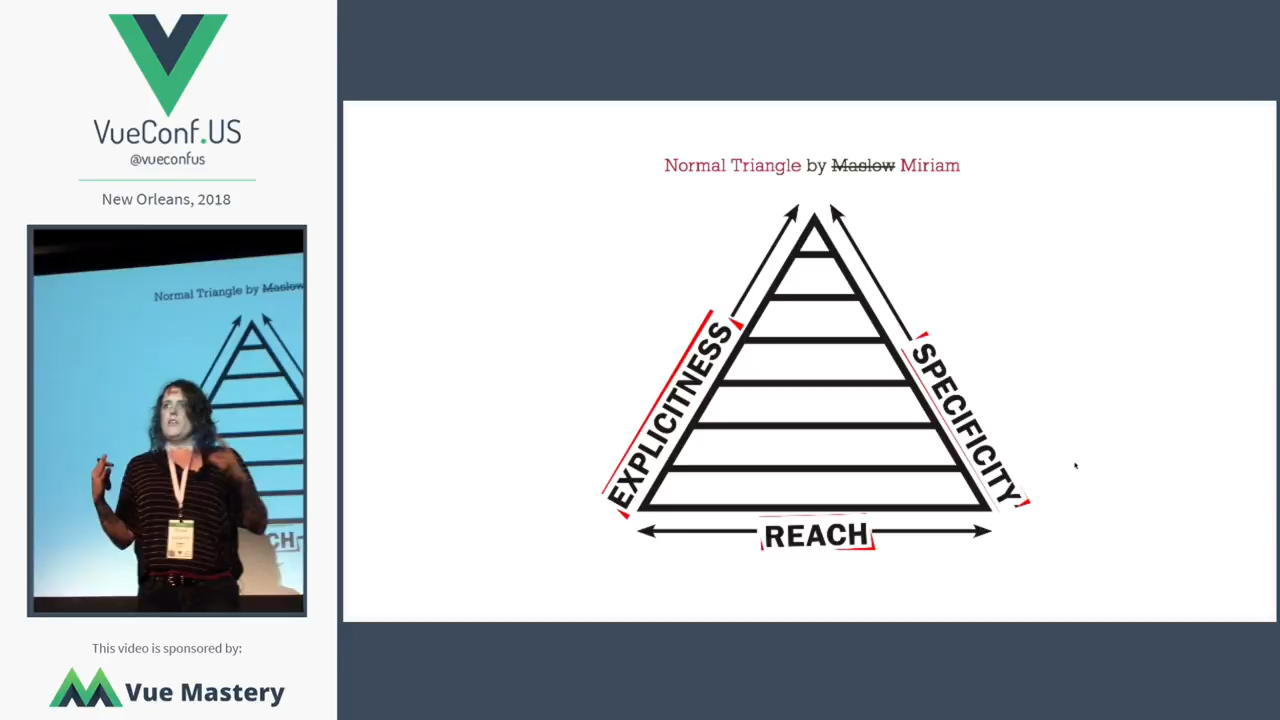 VueConf.US
@vueconfus
New Orleans, 2018
Normal Triangle by Maslow
CH
This video is sponsored by:
Vue Mastery
Normal Triangle by Maslow Miriam
EXPLICITNESS
SPECIFICITY
REACH